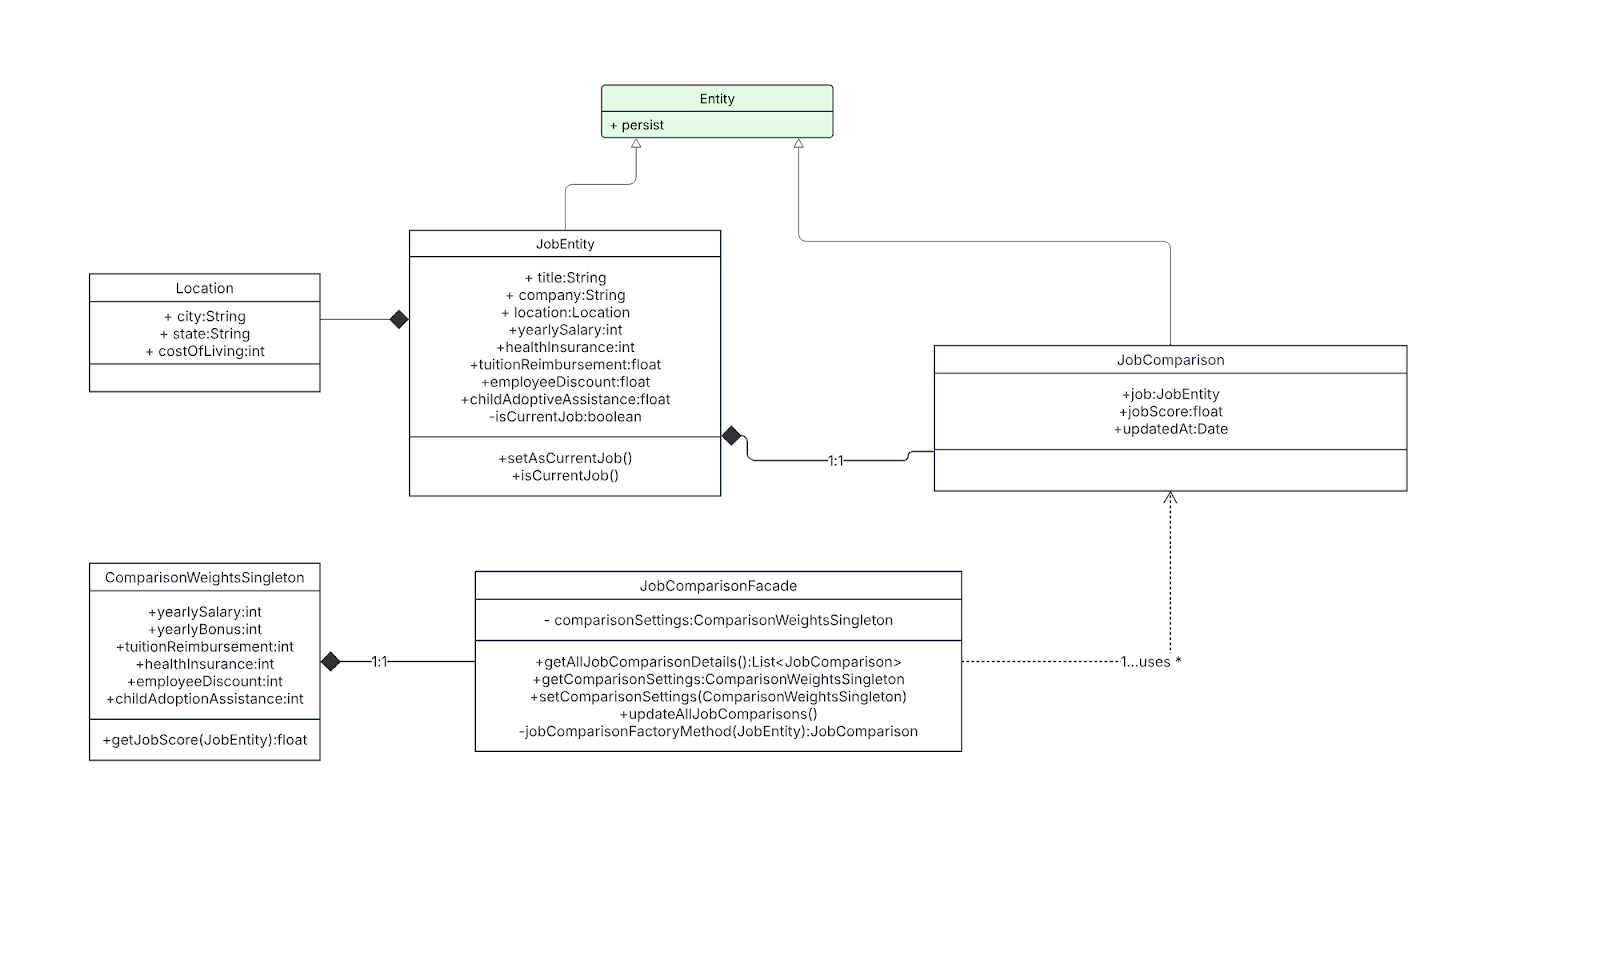 Entity
+ persist
JobEntity
+ title:String
+ company:String
+ location:Location
+yearlySalary:int
+healthInsurance:int
+tuitionReimbursement:float
+employeeDiscount:float
+childAdoptiveAssistance:float
-isCurrentJob:boolean
+setAsCurrentJob()
+isCurrentJob()
Location
+ city:String
+ state:String
+ costOfLiving:int
JobComparison
+job:JobEntity
+jobScore:float
+updatedAt:Date
1:1
ComparisonWeightsSingleton
+yearlySalary:int
+yearlyBonus:int
+tuitionReimbursement:int
+healthInsurance:int
+employeeDiscount:int
+childAdoptionAssistance:int
+getJobScore(JobEntity):float
1:1
JobComparisonFacade
- comparisonSettings:ComparisonWeightsSingleton
+getAllJobComparisonDetails():List<JobComparison>
+getComparisonSettings:ComparisonWeightsSingleton
+setComparisonSettings(ComparisonWeightsSingleton)
+updateAllJobComparisons()
-jobComparisonFactoryMethod(JobEntity):JobComparison
1...uses *